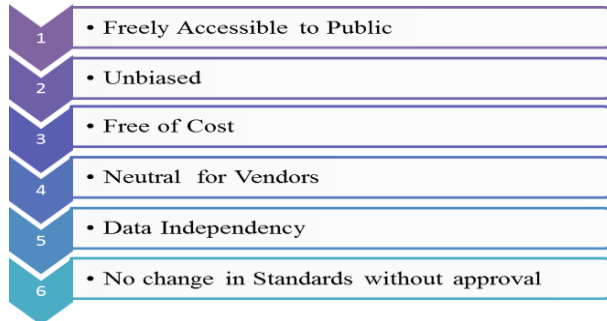 1 • Freely Accessible to Public
2 • Unbiased
3 • Free of Cost
4 • Neutral for Vendors
5 • Data Independency
6 • No change in Standards without approval